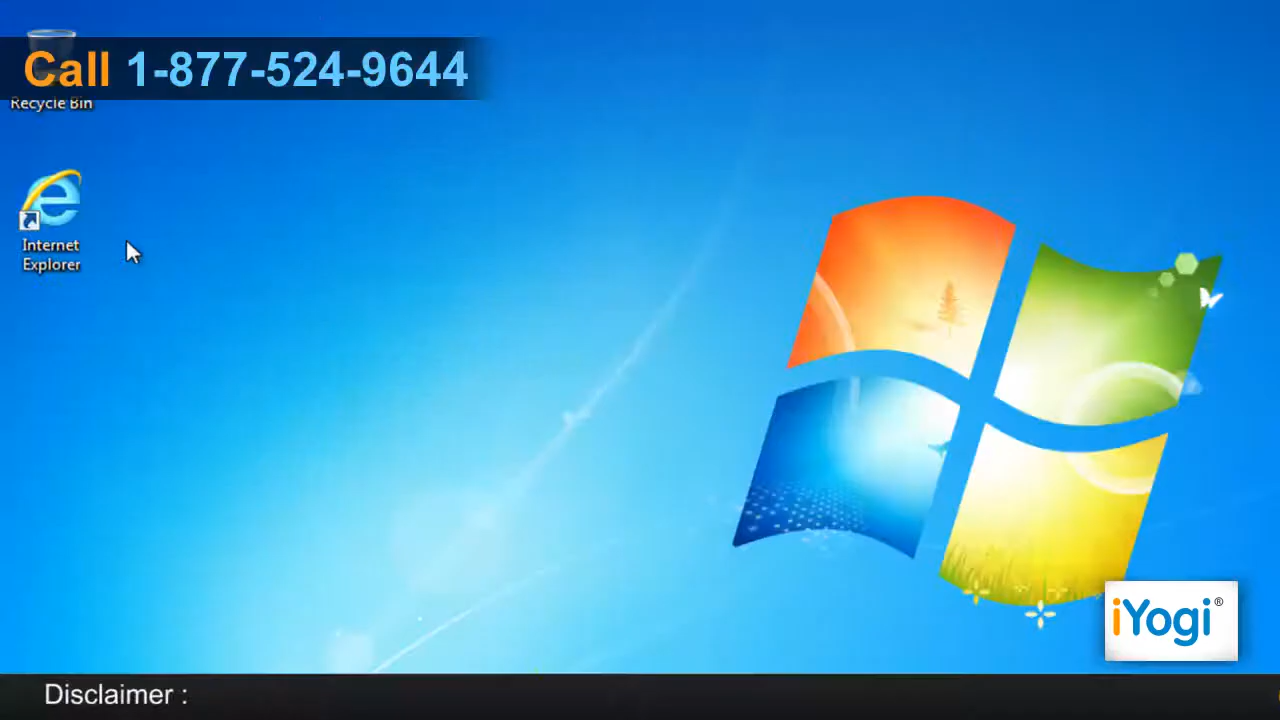 Call 1-877-524-9644
Recycle Bin
Internet
Explorer
iYogi®
Disclaimer :